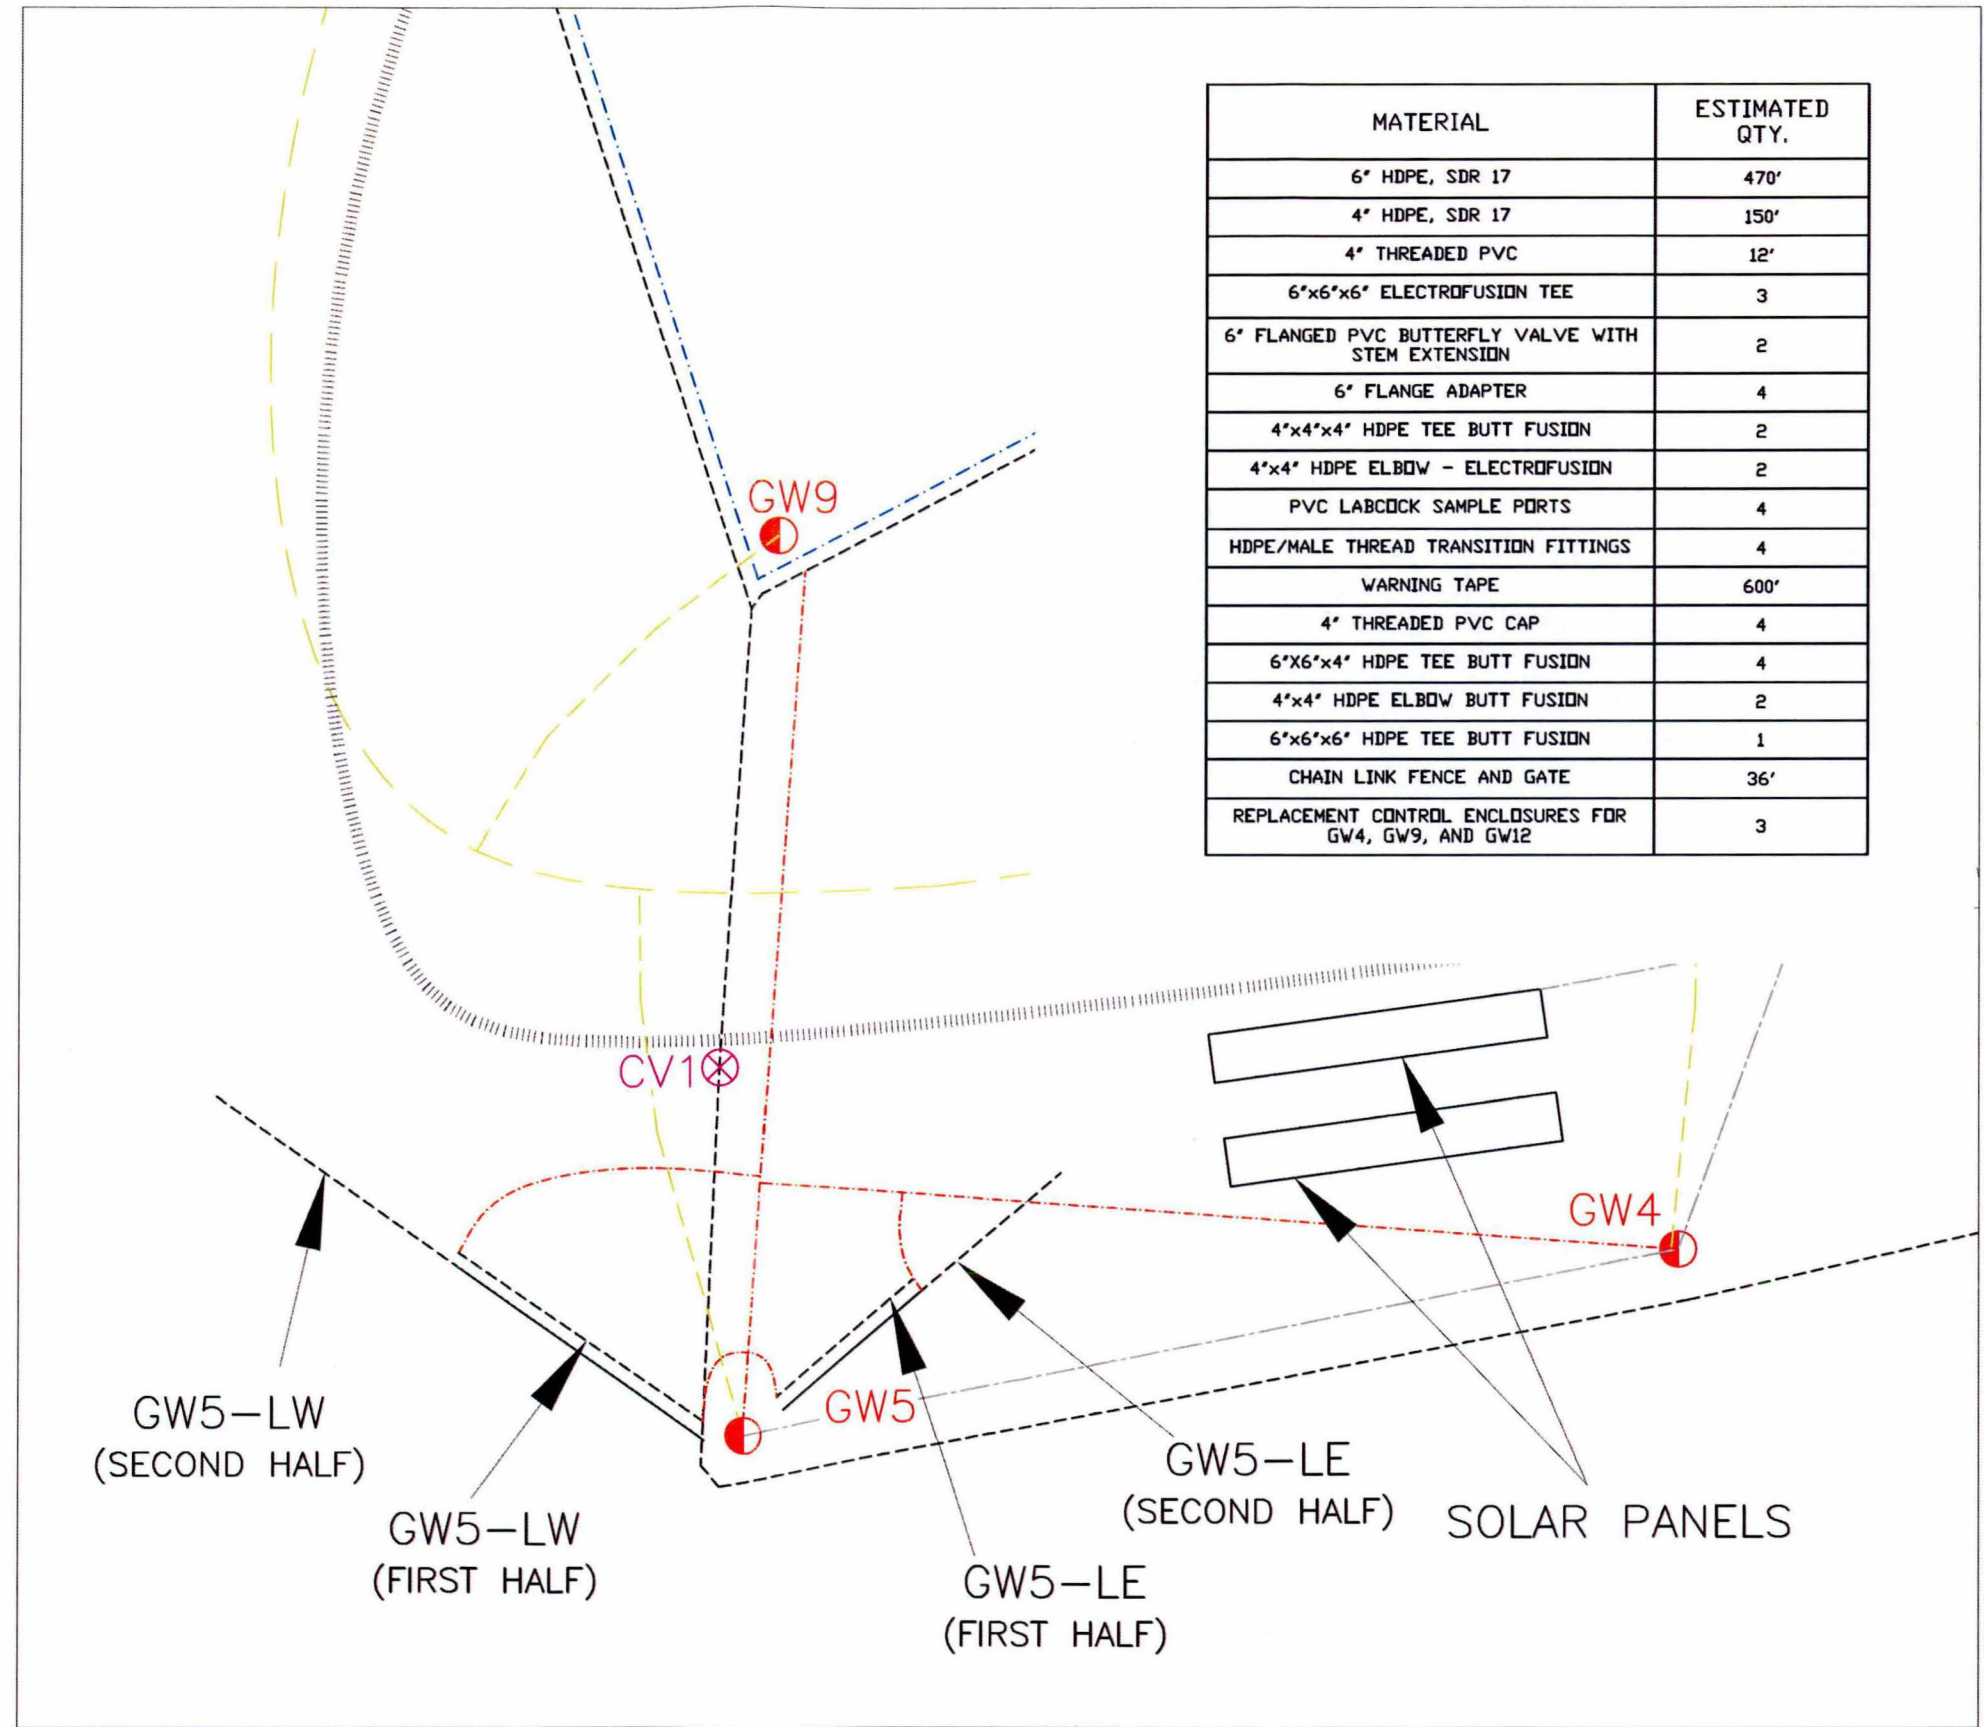 MATERIAL ESTIMATED QTY.
6" HDPE, SDR 17 470'
4" HDPE, SDR 17 150'
4" THREADED PVC 12'
6"x6"x6" ELECTROFUSION TEE 3
6" FLANGED PVC BUTTERFLY VALVE WITH
STEM EXTENSION 2
6" FLANGE ADAPTER 4
4"x4"x4" HDPE TEE BUTT FUSION 2
4"x4" HDPE ELBOW - ELECTROFUSION 2
PVC LABCOCK SAMPLE PORTS 4
HDPE/MALE THREAD TRANSITION FITTINGS 4
WARNING TAPE 600'
4" THREADED PVC CAP 4
6"X6"x4" HDPE TEE BUTT FUSION 4
4"x4" HDPE ELBOW BUTT FUSION 2
6"x6"x6" HDPE TEE BUTT FUSION 1
CHAIN LINK FENCE AND GATE 36'
REPLACEMENT CONTROL ENCLOSURES FOR
GW4, GW9, AND GW12 3
GW9
CV1
GW4
GW5
GW5-LW
(SECOND HALF)
GW5-LW
(FIRST HALF)
GW5-LE
(SECOND HALF)
GW5-LE
(FIRST HALF)
SOLAR PANELS